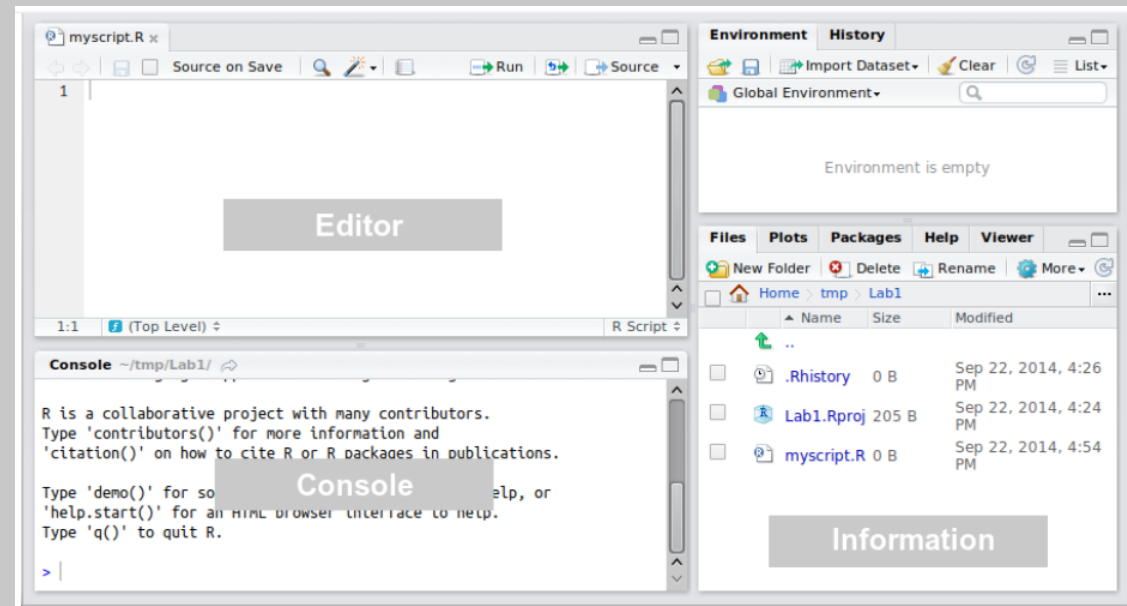 myscript.R
Source on Save Run Source
1
Editor
1:1 (Top Level) R Script
Console ~/tmp/Lab1/
R is a collaborative project with many contributors.
Type 'contributors()' for more information and
'citation()' on how to cite R or R packages in publications.
Type 'demo()' for so elp, or
Console
'help.start()' for an HTML browser interface to help.
Type 'q()' to quit R.
>
Environment History
Import Dataset Clear List
Global Environment
Environment is empty
Files Plots Packages Help Viewer
New Folder Delete Rename More
Home tmp Lab1 ...
Name Size Modified
..
.Rhistory 0 B Sep 22, 2014, 4:26
PM
Lab1.Rproj 205 B Sep 22, 2014, 4:24
PM
myscript.R 0 B Sep 22, 2014, 4:54
PM
Information